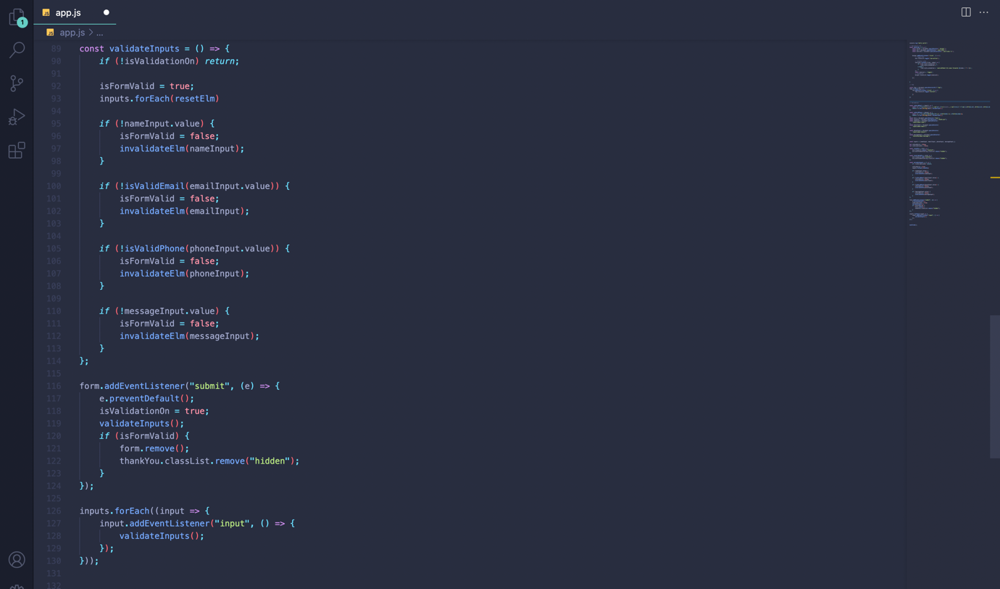 JS app.js
1
JS app.js > ...
89 const validateInputs = () => {
90 if (!isValidationOn) return;
91
92 isFormValid = true;
93 inputs.forEach(resetElm)
94
95 if (!nameInput.value) {
96 isFormValid = false;
97 invalidateElm(nameInput);
98 }
99
100 if (!isValidEmail(emailInput.value)) {
101 isFormValid = false;
102 invalidateElm(emailInput);
103 }
104
105 if (!isValidPhone(phoneInput.value)) {
106 isFormValid = false;
107 invalidateElm(phoneInput);
108 }
109
110 if (!messageInput.value) {
111 isFormValid = false;
112 invalidateElm(messageInput);
113 }
114 };
115
116 form.addEventListener("submit", (e) => {
117 e.preventDefault();
118 isValidationOn = true;
119 validateInputs();
120 if (isFormValid) {
121 form.remove();
122 thankYou.classList.remove("hidden");
123 }
124 });
125
126 inputs.forEach((input => {
127 input.addEventListener("input", () => {
128 validateInputs();
129 });
130 }));
131
132